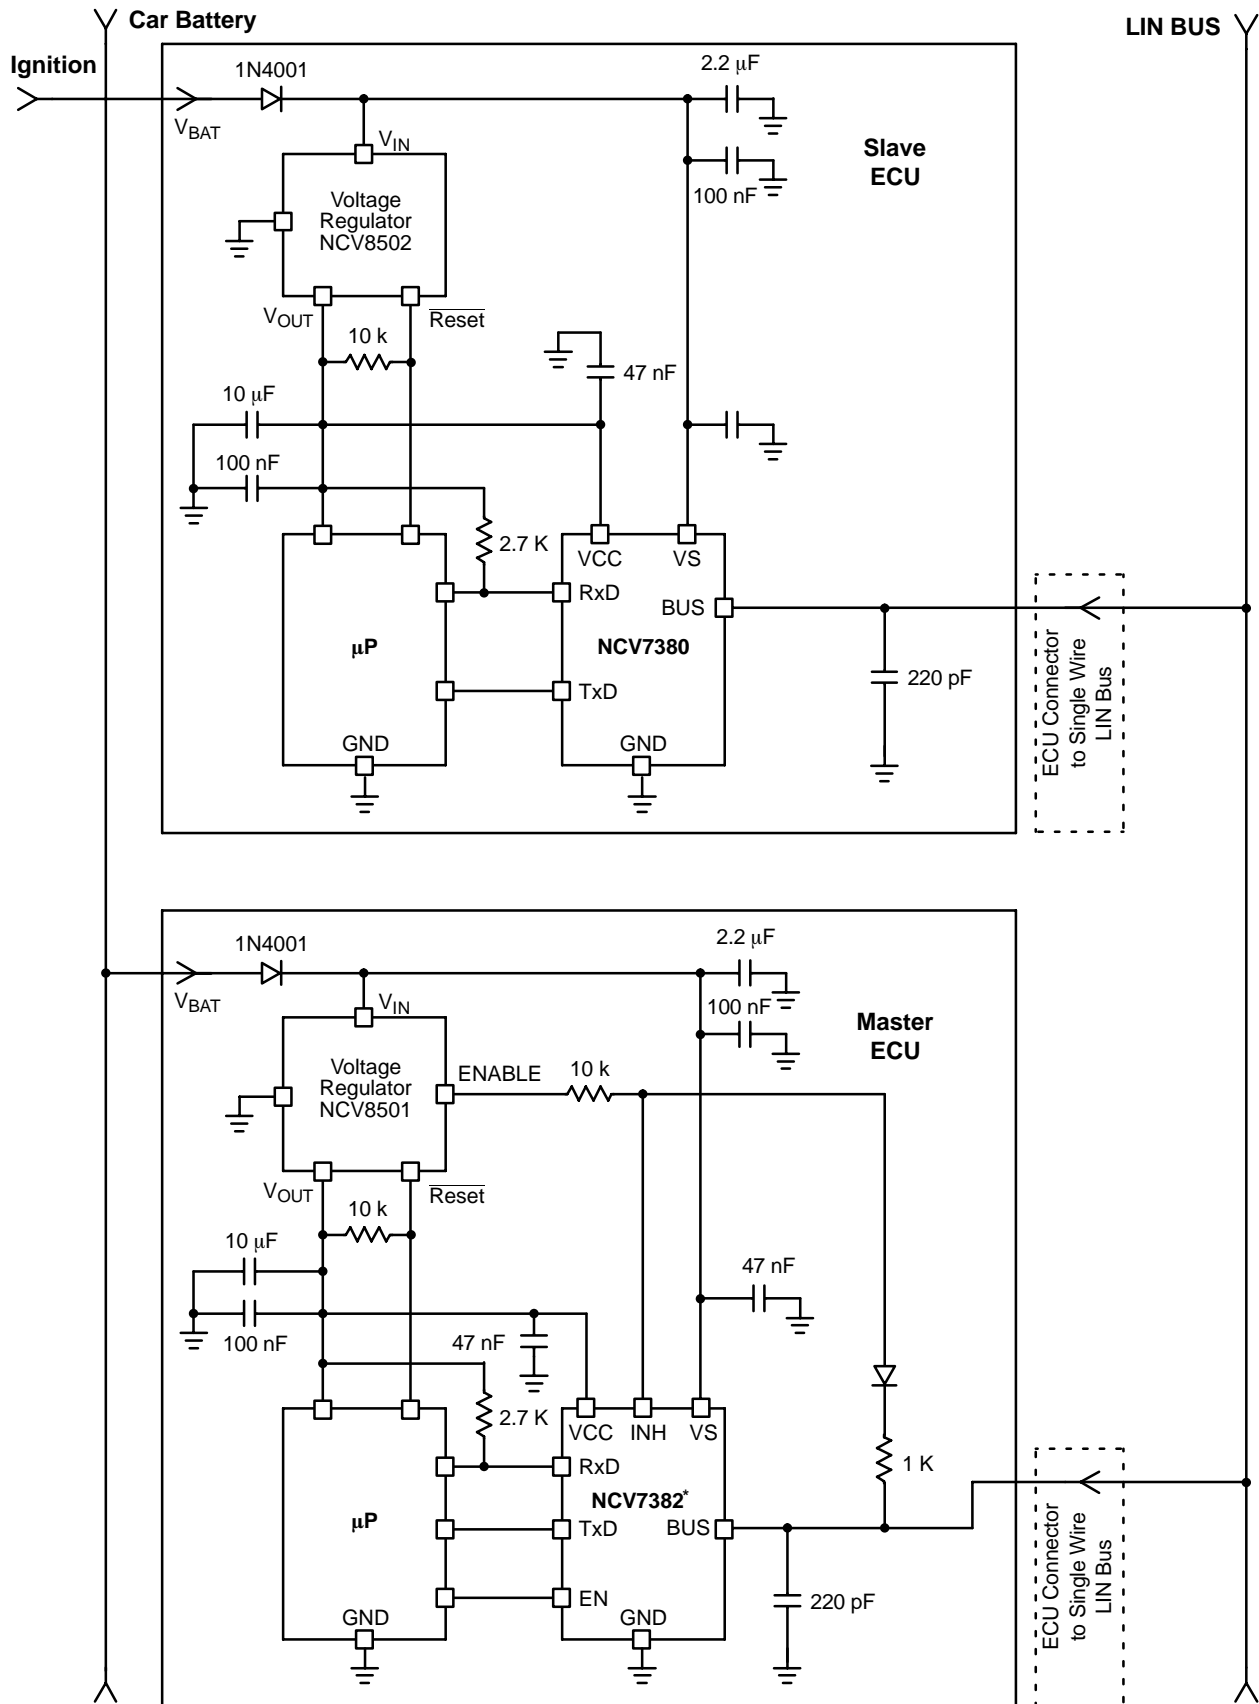 Car Battery
LIN BUS
Ignition
1N4001
2.2 μF
VBAT
VIN
Slave
ECU
100 nF
Voltage
Regulator
NCV8502
VOUT
Reset
10 k
47 nF
10 μF
100 nF
2.7 K
VCC
VS
RxD
BUS
μP
NCV7380
220 pF
TxD
GND
GND
ECU Connector
to Single Wire
LIN Bus
1N4001
2.2 μF
VBAT
VIN
100 nF
Master
ECU
Voltage
Regulator
NCV8501
ENABLE
10 k
VOUT
Reset
10 k
10 μF
47 nF
100 nF
47 nF
2.7 K
VCC
INH
VS
1 K
RxD
NCV7382*
μP
TxD
BUS
EN
220 pF
GND
GND
ECU Connector
to Single Wire
LIN Bus